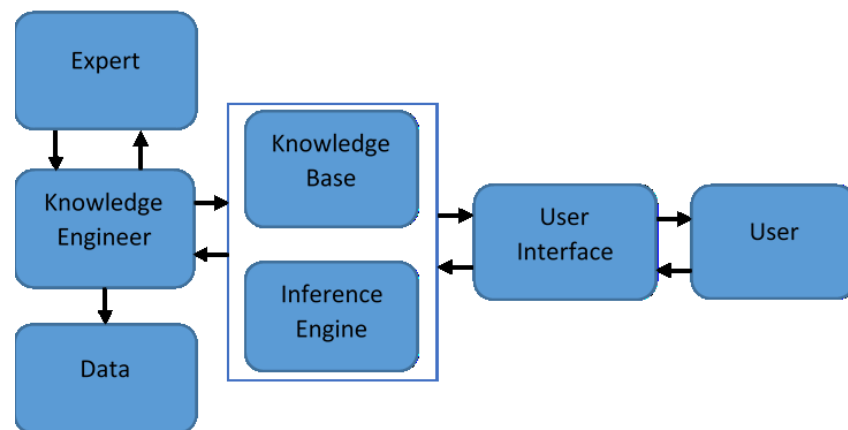 Expert
Knowledge
Engineer
Data
Knowledge
Base
Inference
Engine
User
Interface
User